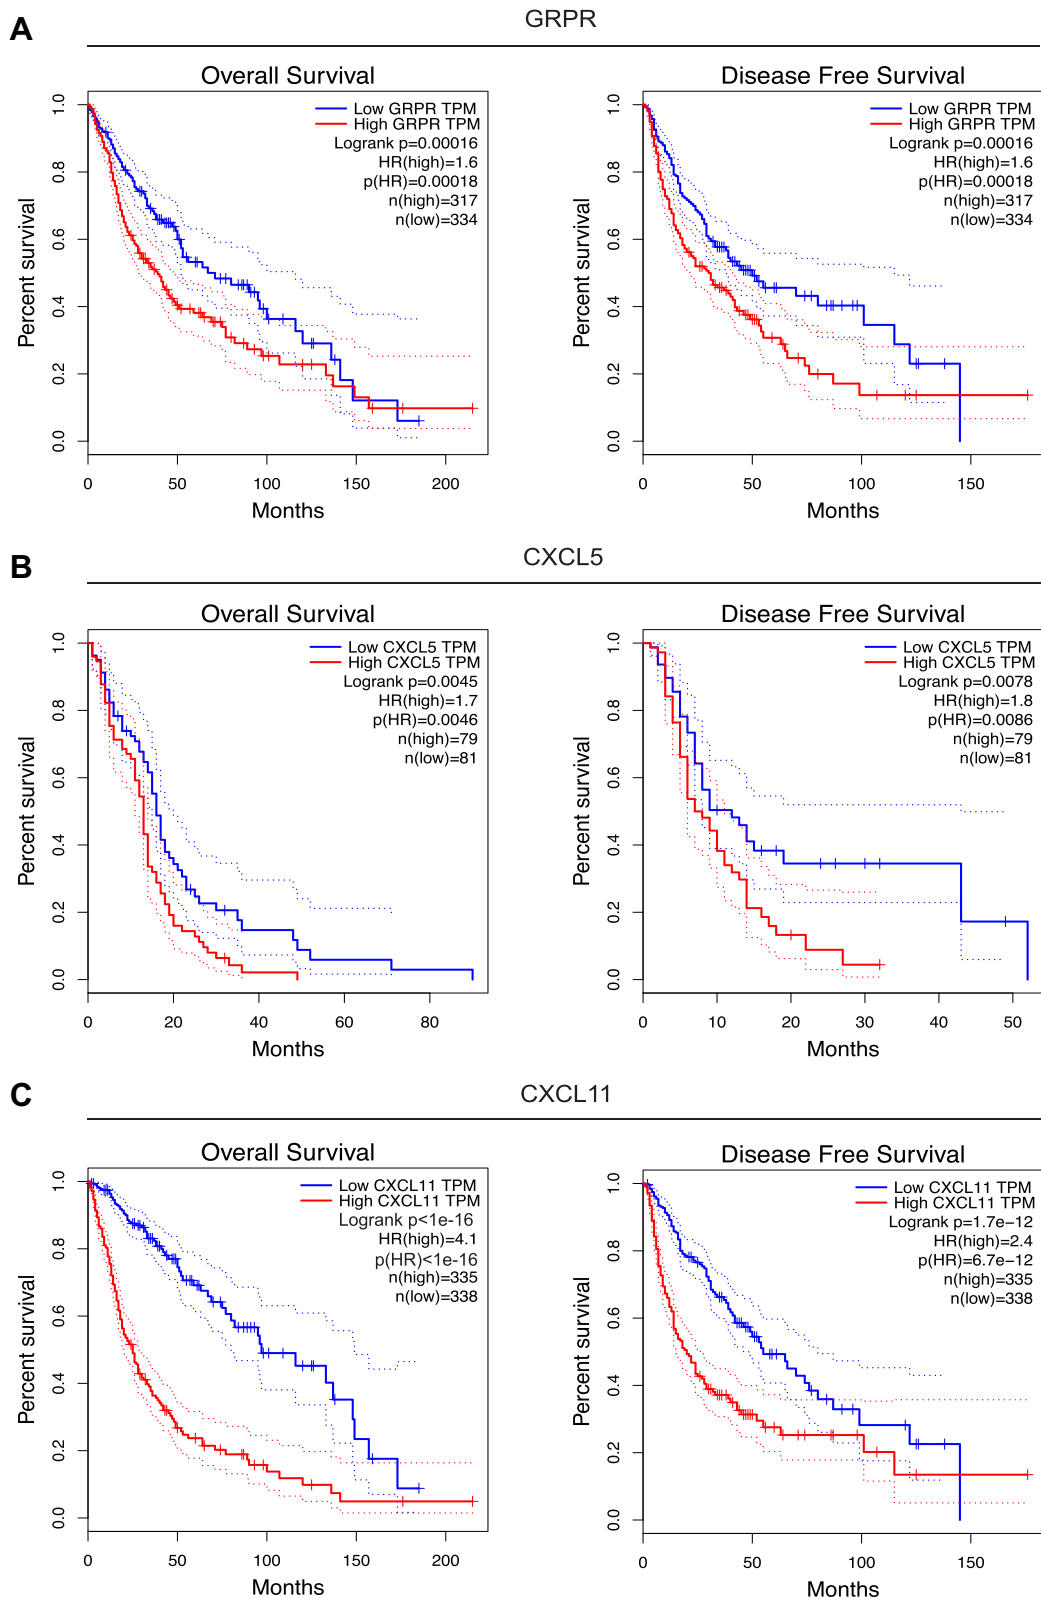 A
GRPR
Overall Survival
Low GRPR TPM
High GRPR TPM
Logrank p=0.00016
HR(high)=1.6
p(HR)=0.00018
n(high)=317
n(low)=334
Percent survival
1.0
0.8
0.6
0.4
0.2
0.0
0 50 100 150 200
Months
Disease Free Survival
Low GRPR TPM
High GRPR TPM
Logrank p=0.00016
HR(high)=1.6
p(HR)=0.00018
n(high)=317
n(low)=334
Percent survival
1.0
0.8
0.6
0.4
0.2
0.0
0 50 100 150
Months
B
CXCL5
Overall Survival
Low CXCL5 TPM
High CXCL5 TPM
Logrank p=0.0045
HR(high)=1.7
p(HR)=0.0046
n(high)=79
n(low)=81
Percent survival
1.0
0.8
0.6
0.4
0.2
0.0
0 20 40 60 80
Months
Disease Free Survival
Low CXCL5 TPM
High CXCL5 TPM
Logrank p=0.0078
HR(high)=1.8
p(HR)=0.0086
n(high)=79
n(low)=81
Percent survival
1.0
0.8
0.6
0.4
0.2
0.0
0 10 20 30 40 50
Months
C
CXCL11
Overall Survival
Low CXCL11 TPM
High CXCL11 TPM
Logrank p<1e-16
HR(high)=4.1
p(HR)<1e-16
n(high)=335
n(low)=338
Percent survival
1.0
0.8
0.6
0.4
0.2
0.0
0 50 100 150 200
Months
Disease Free Survival
Low CXCL11 TPM
High CXCL11 TPM
Logrank p=1.7e−12
HR(high)=2.4
p(HR)=6.7e−12
n(high)=335
n(low)=338
Percent survival
1.0
0.8
0.6
0.4
0.2
0.0
0 50 100 150
Months